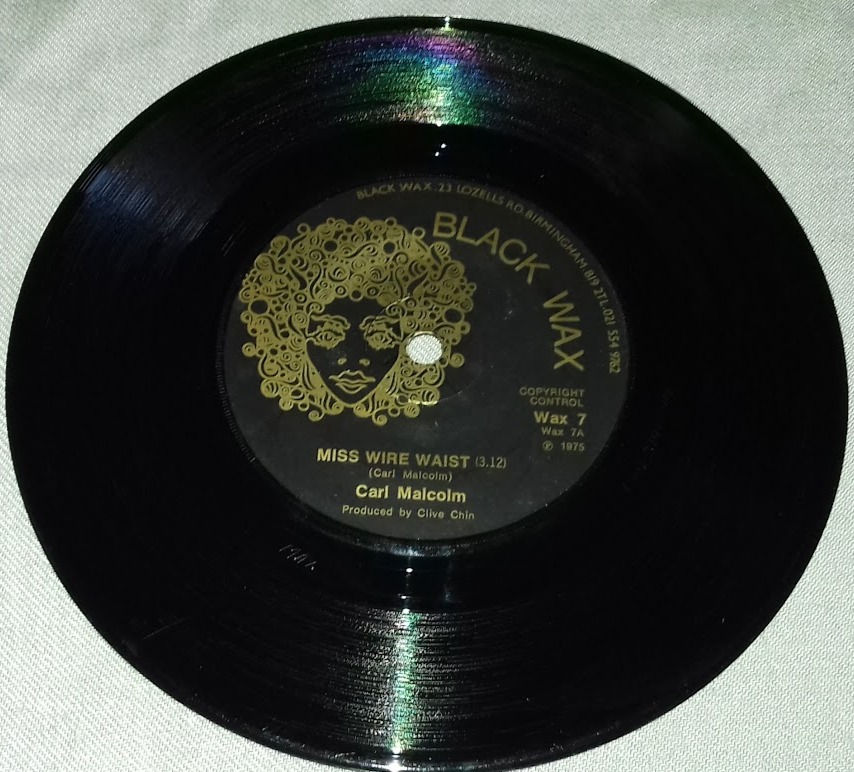 BLACK WAX. 23 LOZELLS RD. BIRMINGHAM. B19 2TL. 021 554 9762
BLACK WAX
COPYRIGHT
CONTROL
Wax 7
Wax 7A
℗ 1975
MISS WIRE WAIST (3.12)
(Carl Malcolm)
Carl Malcolm
Produced by Clive Chin